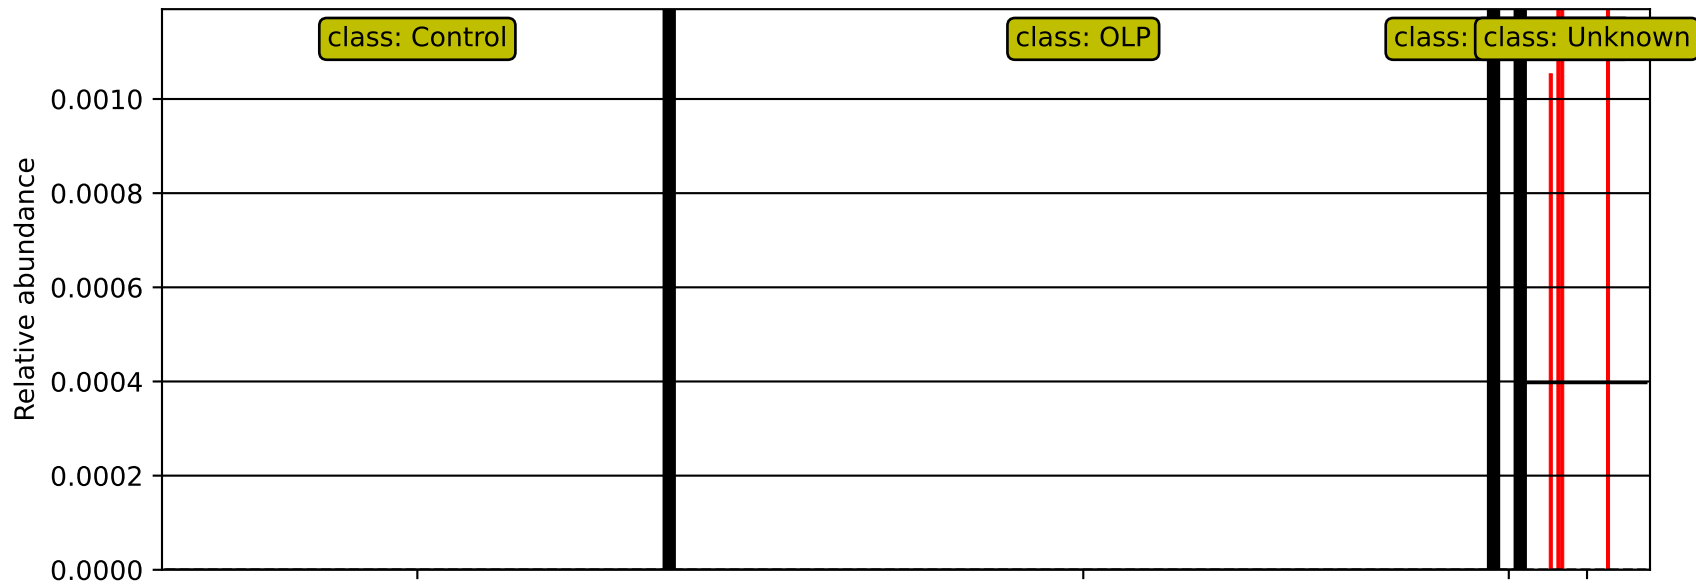 class: Control
class: OLP
class:
class: Unknown
0.0010
0.0008
0.0006
0.0004
0.0002
0.0000
Relative abundance